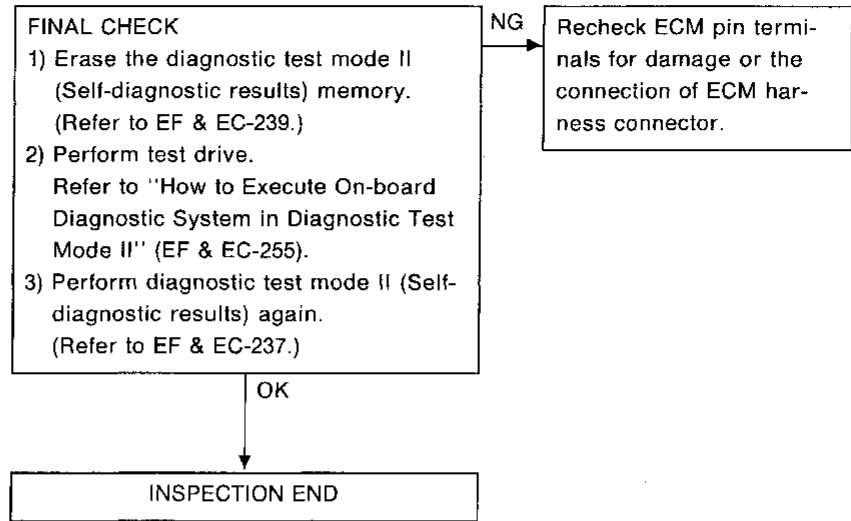 FINAL CHECK
1) Erase the diagnostic test mode II
(Self-diagnostic results) memory.
(Refer to EF & EC-239.)
2) Perform test drive.
Refer to "How to Execute On-board
Diagnostic System in Diagnostic Test
Mode II" (EF & EC-255).
3) Perform diagnostic test mode II (Self-
diagnostic results) again.
(Refer to EF & EC-237.)
NG
Recheck ECM pin termi-
nals for damage or the
connection of ECM har-
ness connector.
OK
INSPECTION END